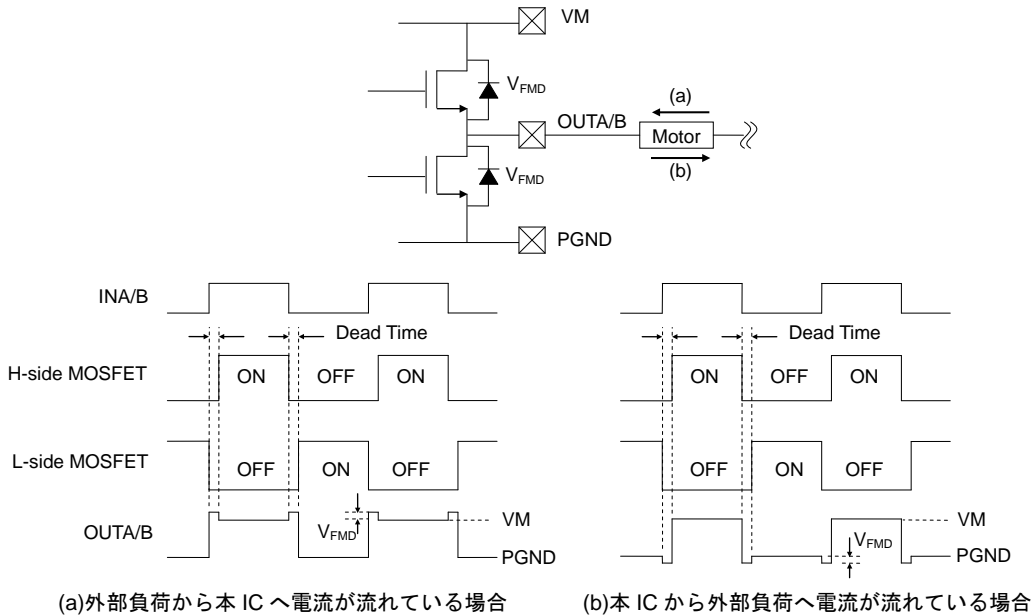 VM
V_FMD
(a)
OUTA/B
Motor
(b)
V_FMD
PGND
INA/B
Dead Time
H-side MOSFET
ON OFF ON
L-side MOSFET
OFF ON OFF
OUTA/B
V_FMD
VM
PGND
(a)外部負荷から本 IC へ電流が流れている場合
Dead Time
ON OFF ON
OFF ON OFF
VM
V_FMD
PGND
(b)本 IC から外部負荷へ電流が流れている場合